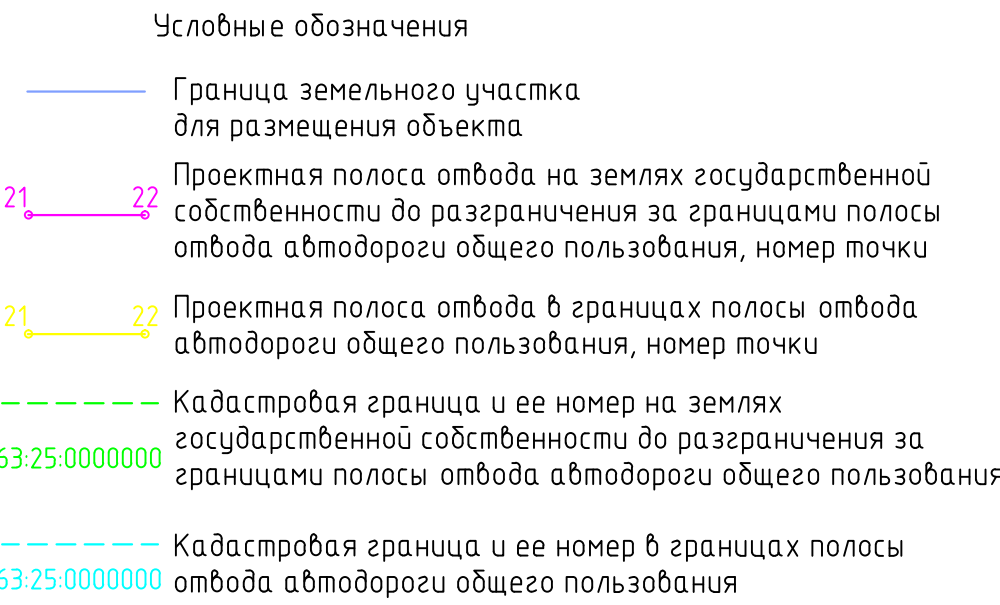 Условные обозначения
Граница земельного участка
для размещения объекта
21 22
Проектная полоса отвода на землях государственной
собственности до разграничения за границами полосы
отвода автодороги общего пользования, номер точки
21 22
Проектная полоса отвода в границах полосы отвода
автодороги общего пользования, номер точки
Кадастровая граница и ее номер на землях
государственной собственности до разграничения за
63:25:0000000
границами полосы отвода автодороги общего пользования
Кадастровая граница и ее номер в границах полосы
63:25:0000000
отвода автодороги общего пользования